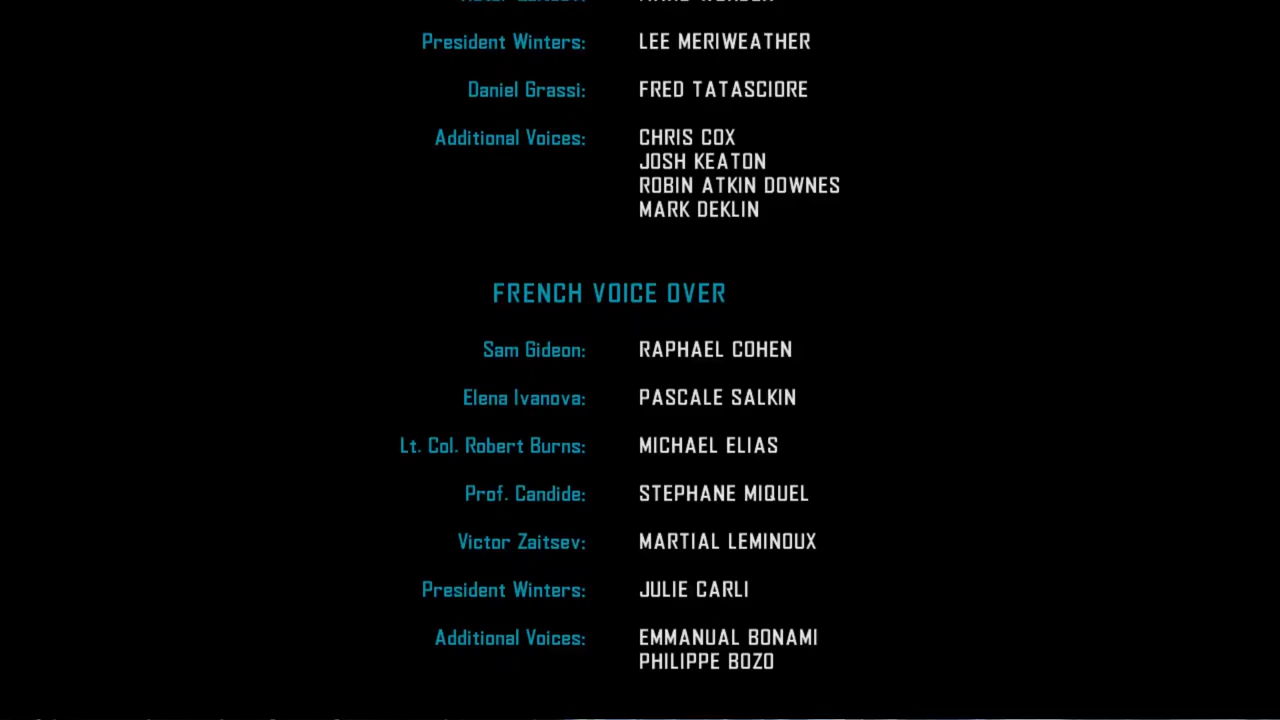 President Winters: LEE MERIWEATHER
Daniel Grassi: FRED TATASCIORE
Additional Voices: CHRIS COX
JOSH KEATON
ROBIN ATKIN DOWNES
MARK DEKLIN
FRENCH VOICE OVER
Sam Gideon: RAPHAEL COHEN
Elena Ivanova: PASCALE SALKIN
Lt. Col. Robert Burns: MICHAEL ELIAS
Prof. Candide: STEPHANE MIQUEL
Victor Zaitsev: MARTIAL LEMINOUX
President Winters: JULIE CARLI
Additional Voices: EMMANUAL BONAMI
PHILIPPE BOZO